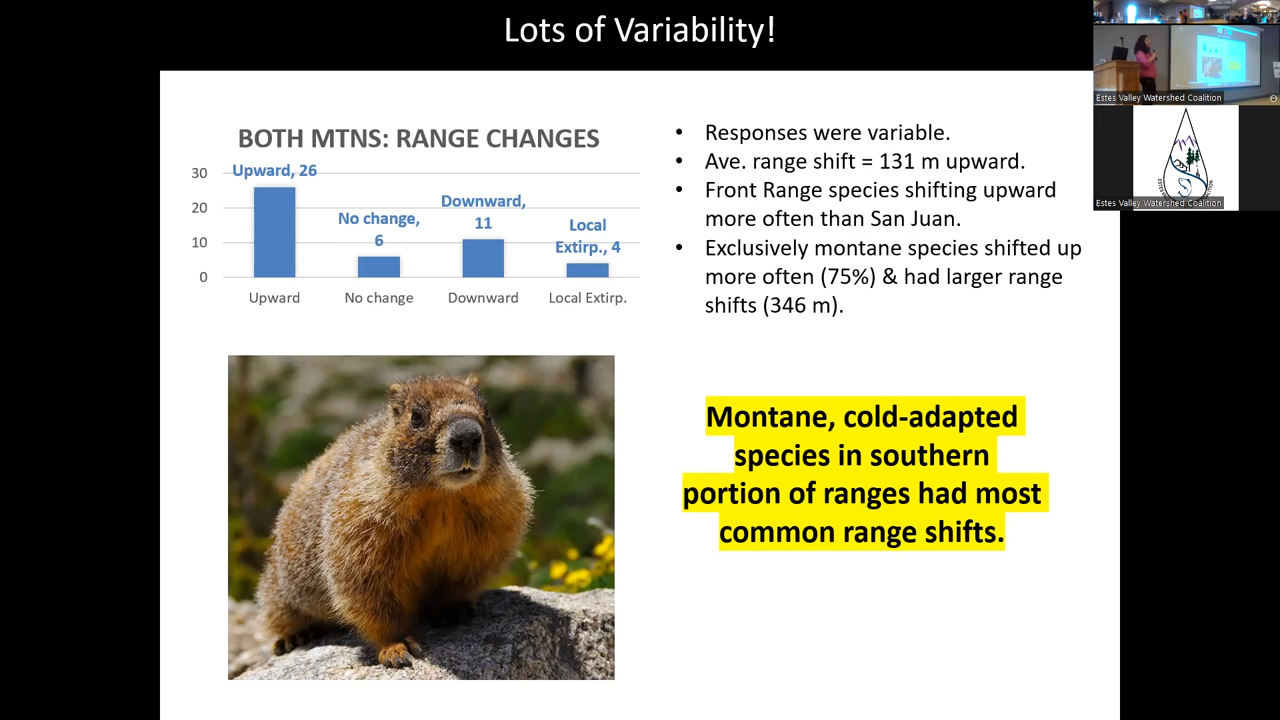 Lots of Variability!
BOTH MTNS: RANGE CHANGES
30
20
10
0
Upward, 26
No change,
6
Downward,
11
Local
Extirp., 4
Upward
No change
Downward
Local Extirp.
• Responses were variable.
• Ave. range shift = 131 m upward.
• Front Range species shifting upward
more often than San Juan.
• Exclusively montane species shifted up
more often (75%) & had larger range
shifts (346 m).
Montane, cold-adapted
species in southern
portion of ranges had most
common range shifts.
Estes Valley Watershed Coalition
Estes Valley Watershed Coalition